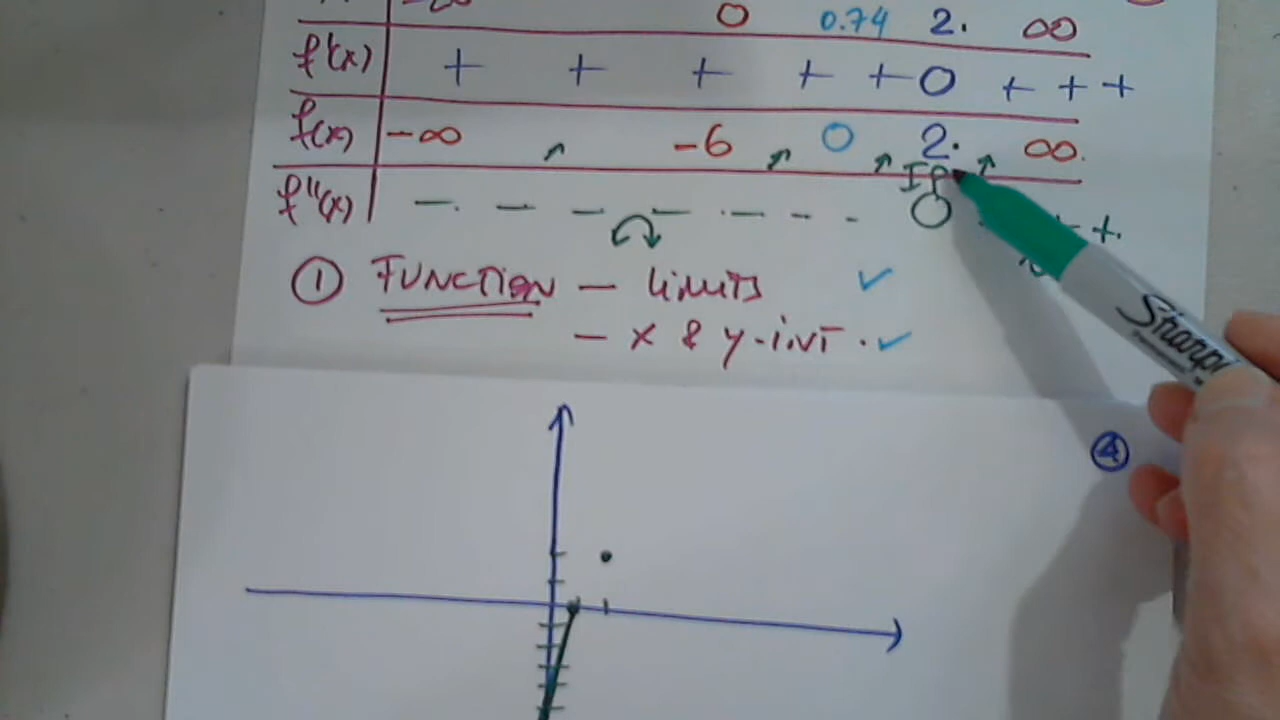 -∞ 0 0.74 2. ∞
f'(x) + + + + + 0 + + +
f(x) -∞ ↗ -6 ↗ 0 ↗ 2. ↗ ∞.
IP
f''(x) - - - - - - - 0 + +.
① FUNCTION - limits ✓
- x & y-int. ✓
④
Sharpie